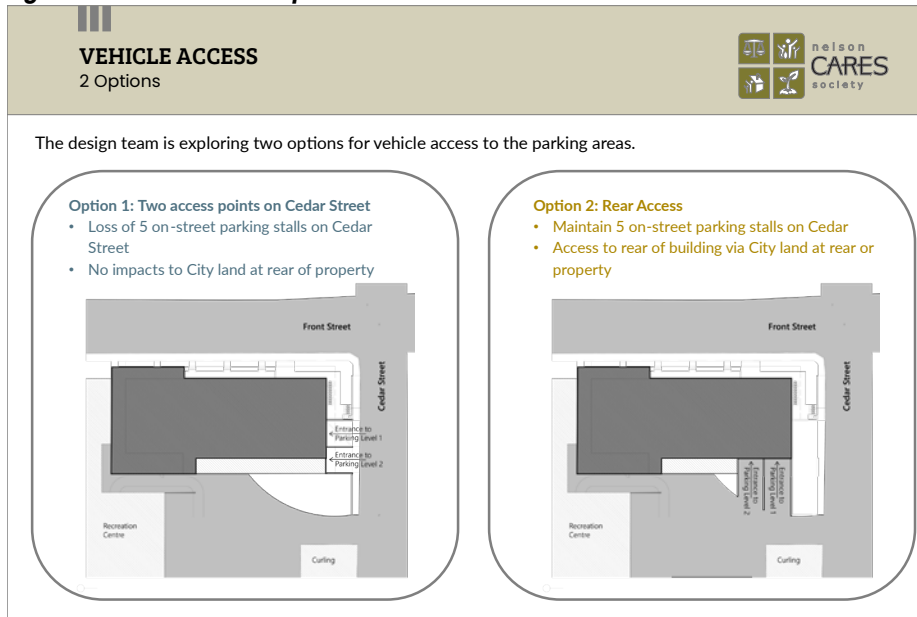 VEHICLE ACCESS
2 Options
nelson
CARES
society
The design team is exploring two options for vehicle access to the parking areas.
Option 1: Two access points on Cedar Street
• Loss of 5 on-street parking stalls on Cedar
Street
• No impacts to City land at rear of property
Front Street
Cedar Street
Entrance to
Parking Level 1
Entrance to
Parking Level 2
Recreation
Centre
Curling
Option 2: Rear Access
• Maintain 5 on-street parking stalls on Cedar
• Access to rear of building via City land at rear or
property
Front Street
Cedar Street
Entrance to
Parking Level 1
Entrance to
Parking Level 2
Recreation
Centre
Curling